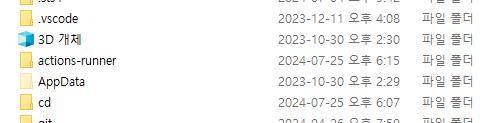 .vscode 2023-12-11 오후 4:08 파일 폴더
3D 개체 2023-10-30 오후 2:30 파일 폴더
actions-runner 2024-07-25 오후 6:15 파일 폴더
AppData 2023-10-30 오후 2:29 파일 폴더
cd 2024-07-25 오후 6:07 파일 폴더